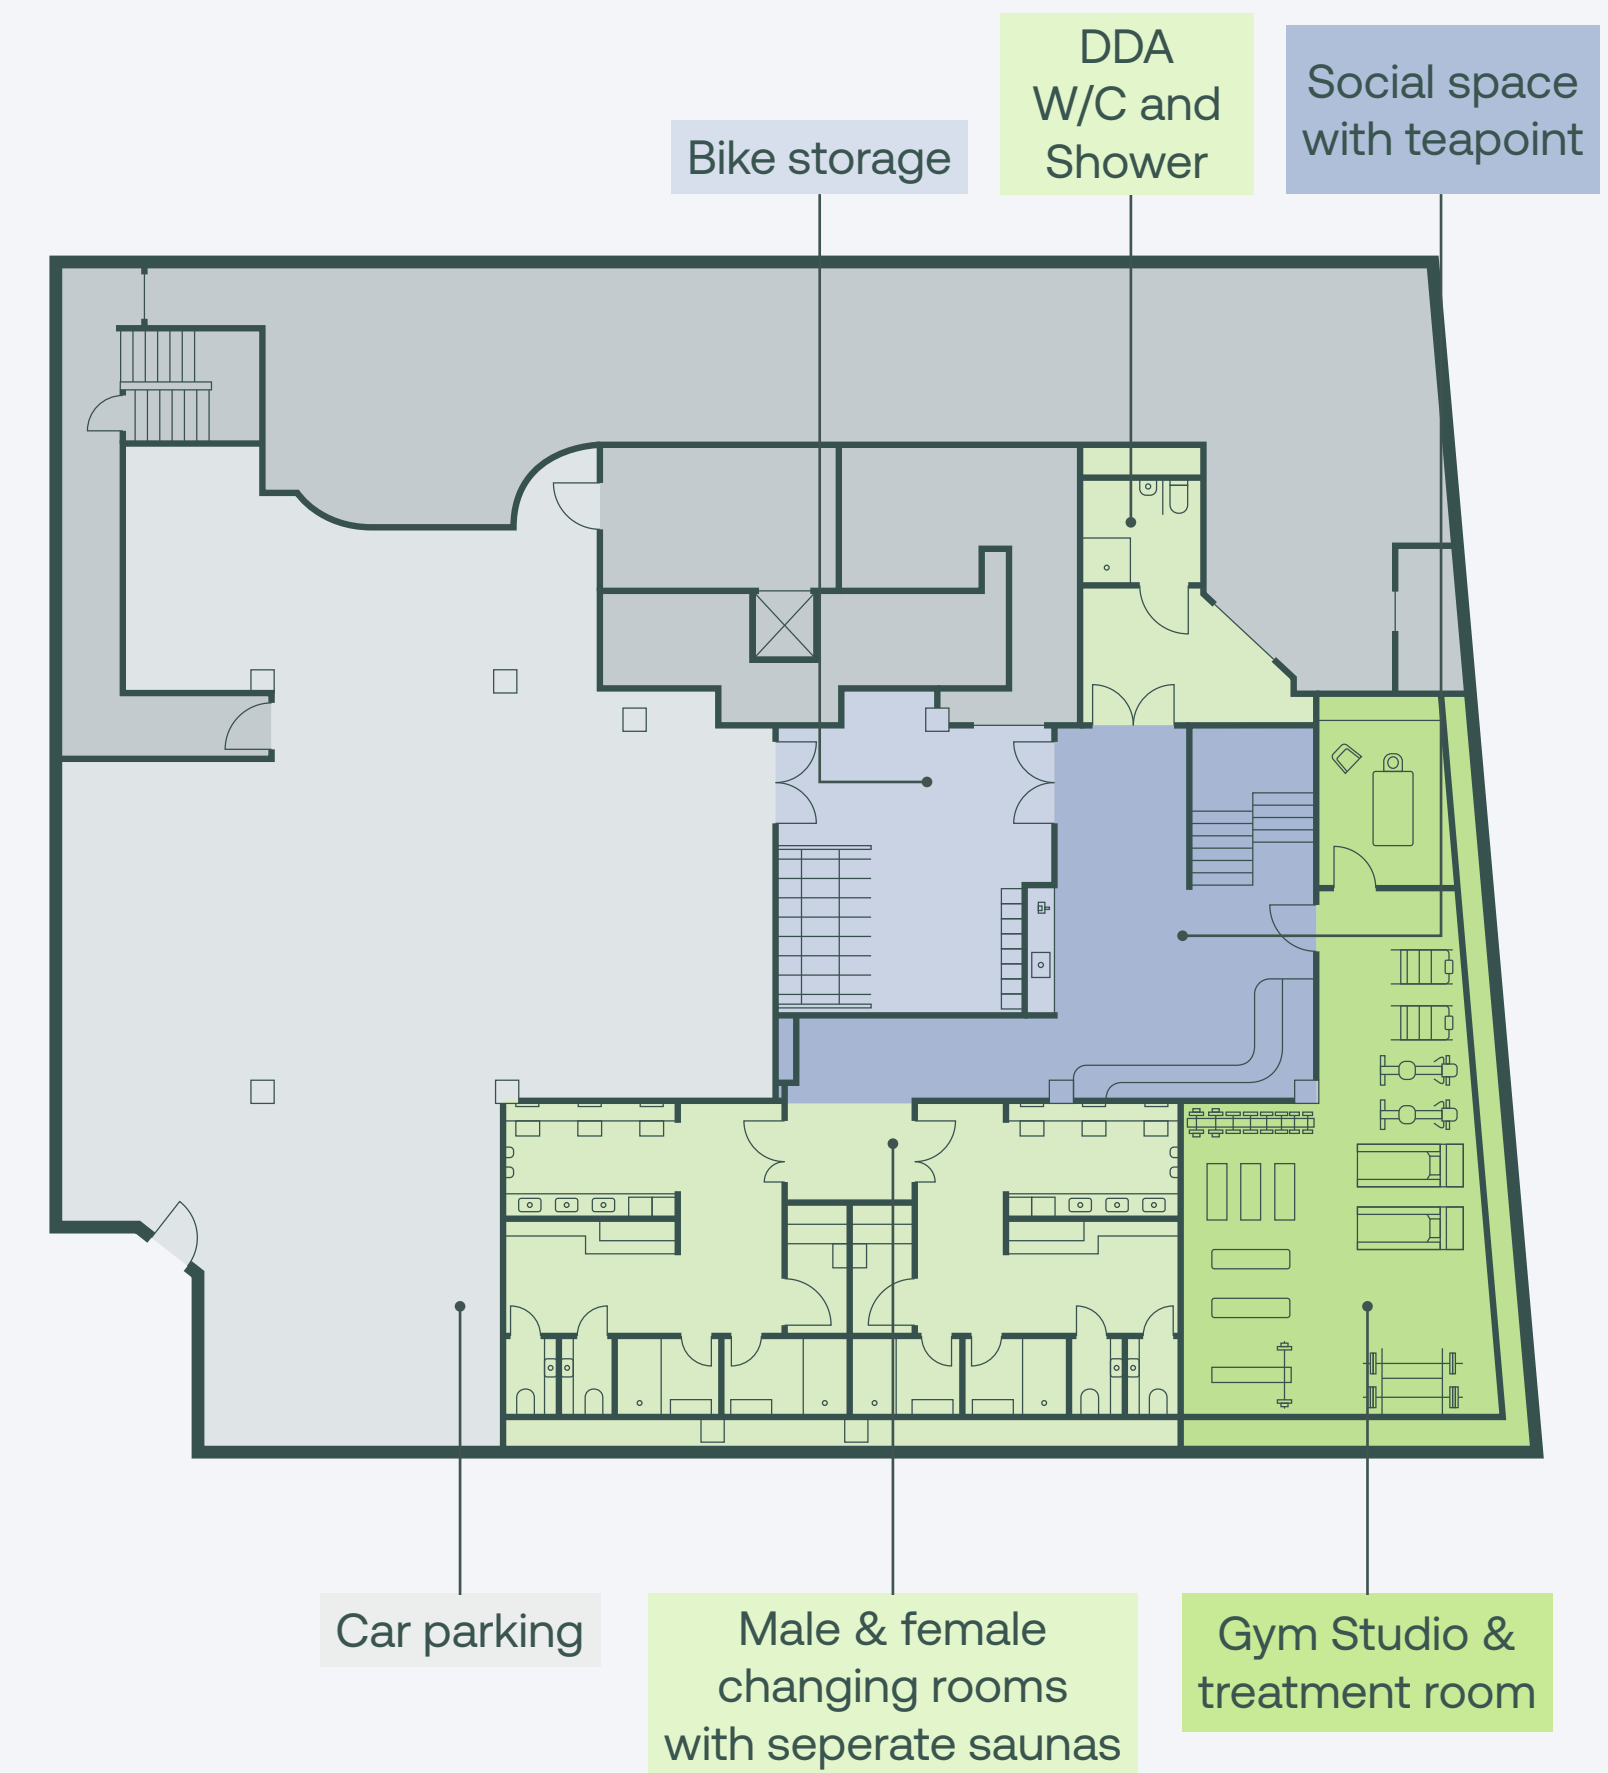 DDA
W/C and
Shower
Social space
with teapoint
Bike storage
Car parking
Male & female
changing rooms
with seperate saunas
Gym Studio &
treatment room